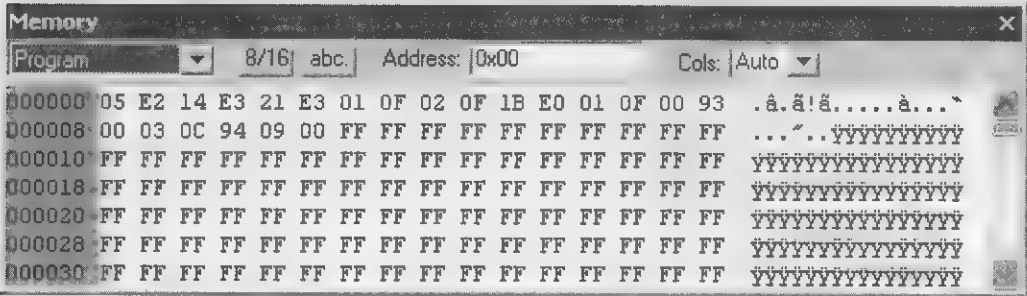 Memory
Program 8/16 abc. Address: 0x00 Cols: Auto
000000 05 E2 14 E3 21 E3 01 0F 02 0F 1B E0 01 0F 00 93 .â.ã!ã.....à...“
000008 00 03 0C 94 09 00 FF FF FF FF FF FF FF FF FF FF ...”..ÿÿÿÿÿÿÿÿÿÿ
000010 FF FF FF FF FF FF FF FF FF FF FF FF FF FF FF FF ÿÿÿÿÿÿÿÿÿÿÿÿÿÿÿÿ
000018 FF FF FF FF FF FF FF FF FF FF FF FF FF FF FF FF ÿÿÿÿÿÿÿÿÿÿÿÿÿÿÿÿ
000020 FF FF FF FF FF FF FF FF FF FF FF FF FF FF FF FF ÿÿÿÿÿÿÿÿÿÿÿÿÿÿÿÿ
000028 FF FF FF FF FF FF FF FF FF FF FF FF FF FF FF FF ÿÿÿÿÿÿÿÿÿÿÿÿÿÿÿÿ
000030 FF FF FF FF FF FF FF FF FF FF FF FF FF FF FF FF ÿÿÿÿÿÿÿÿÿÿÿÿÿÿÿÿ